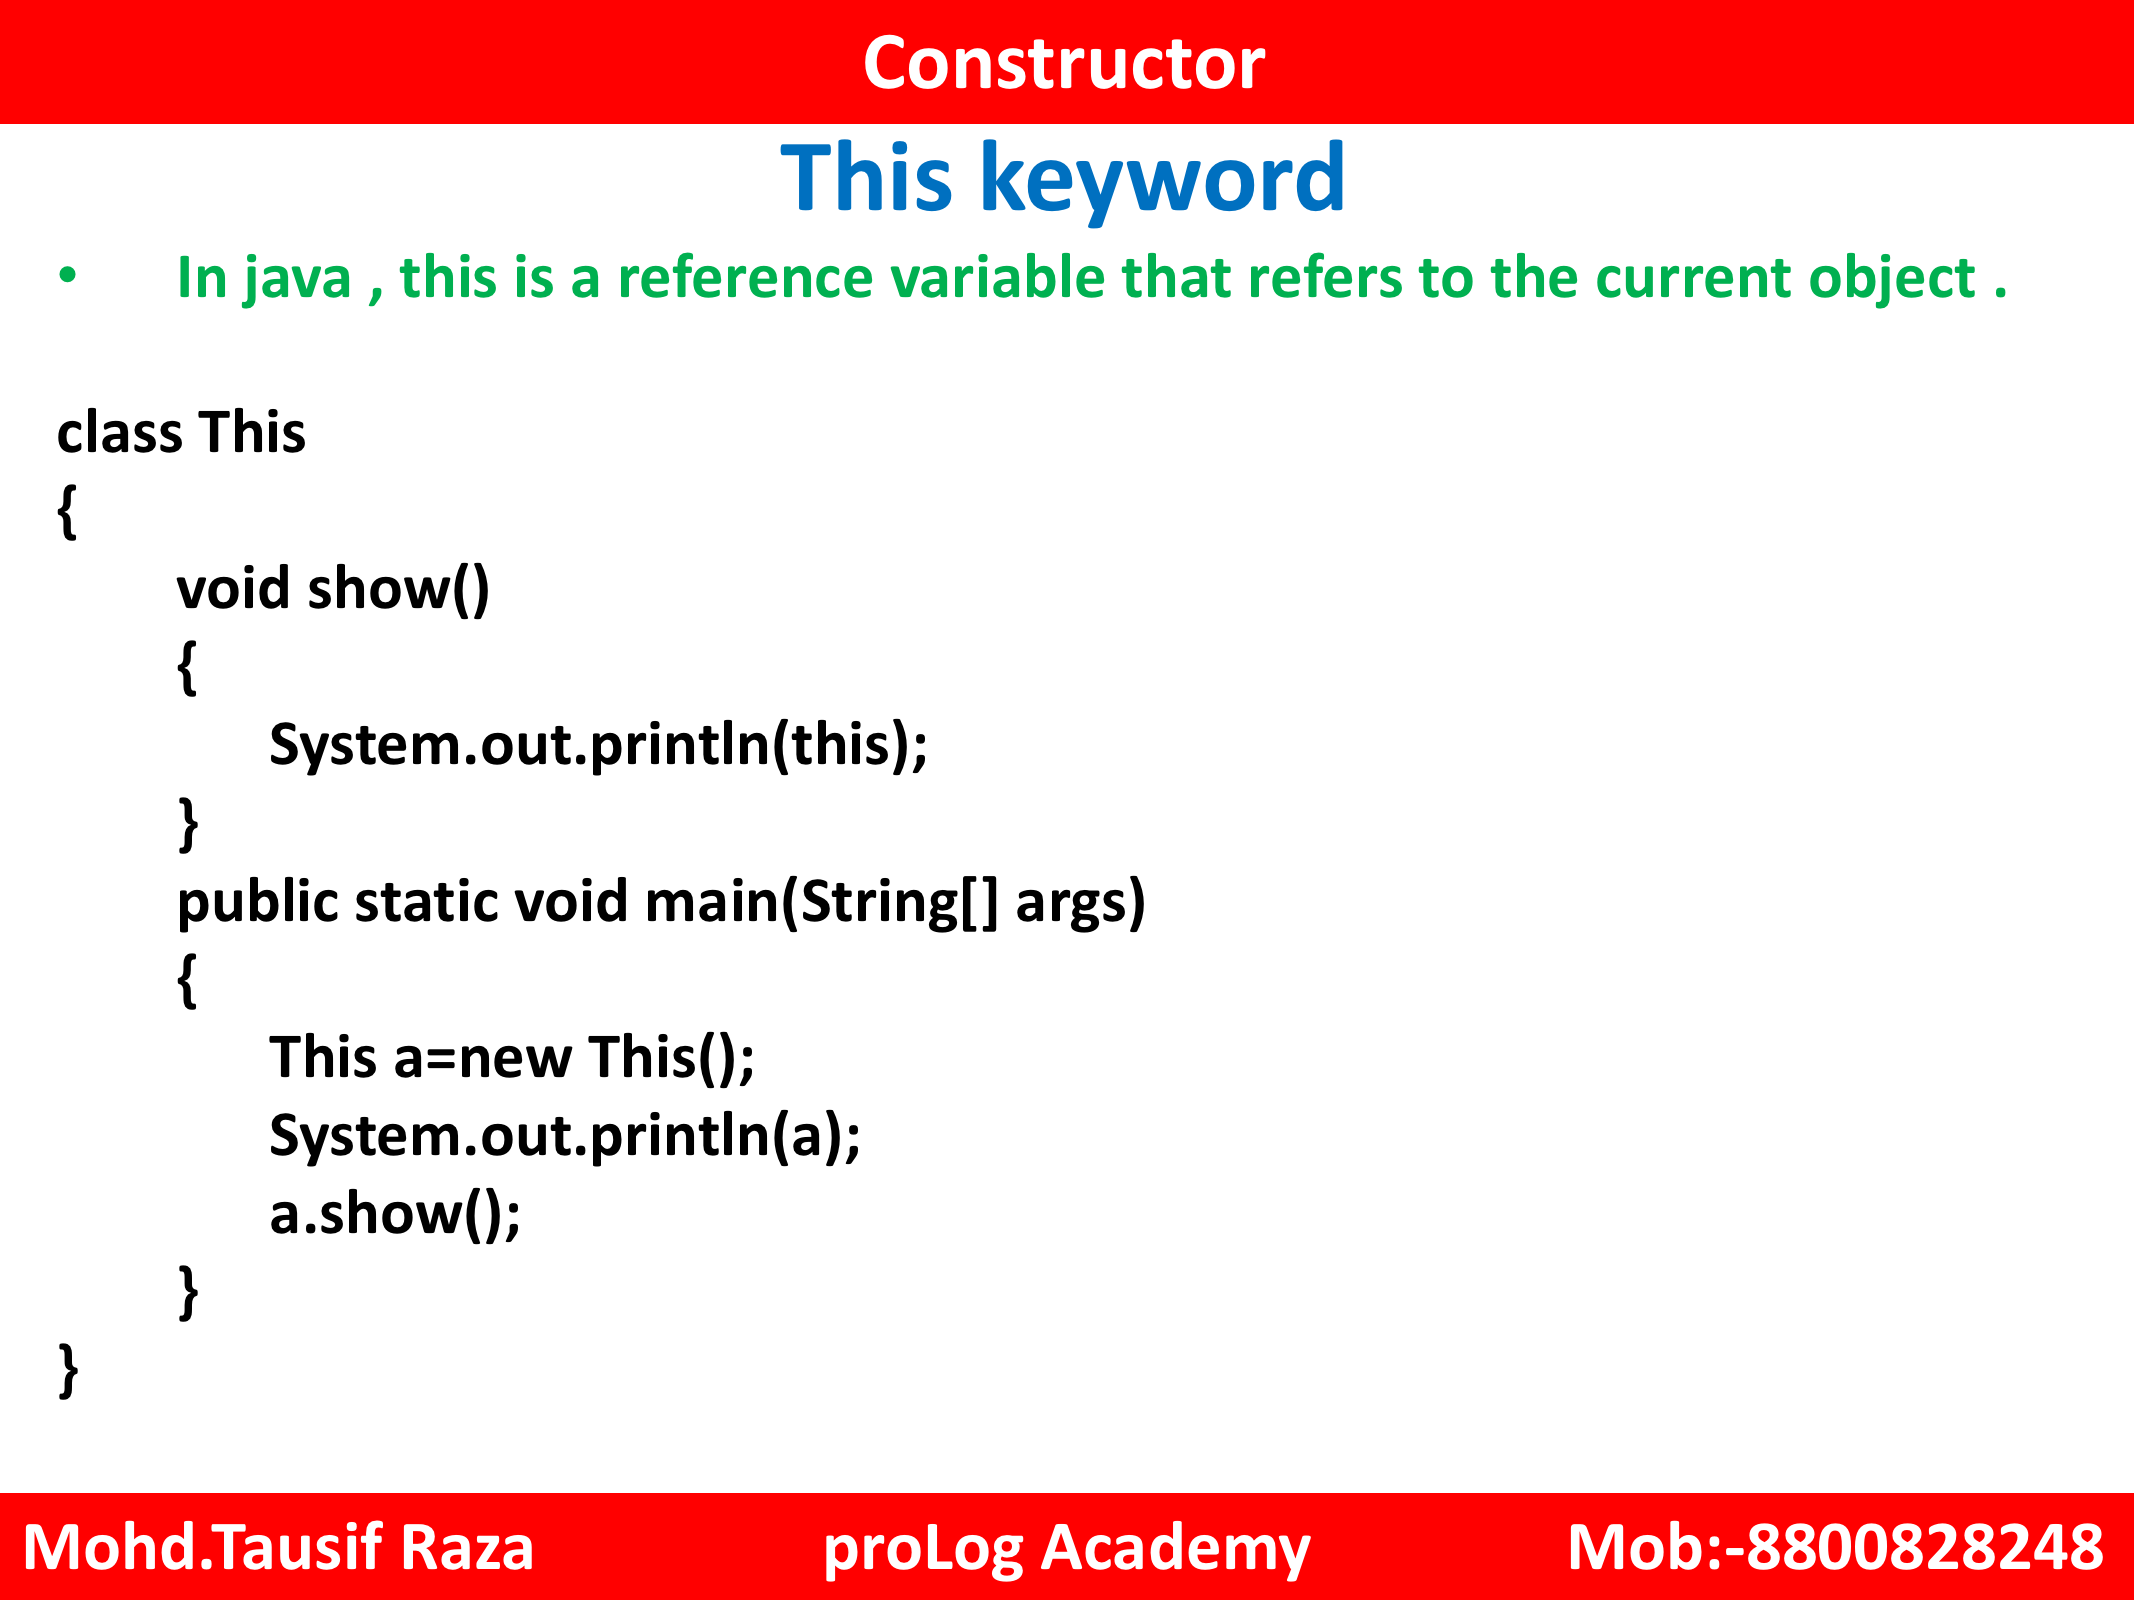 Constructor
This keyword
• In java , this is a reference variable that refers to the current object .
class This
{
void show()
{
System.out.println(this);
}
public static void main(String[] args)
{
This a=new This();
System.out.println(a);
a.show();
}
}
Mohd.Tausif Raza proLog Academy Mob:-8800828248